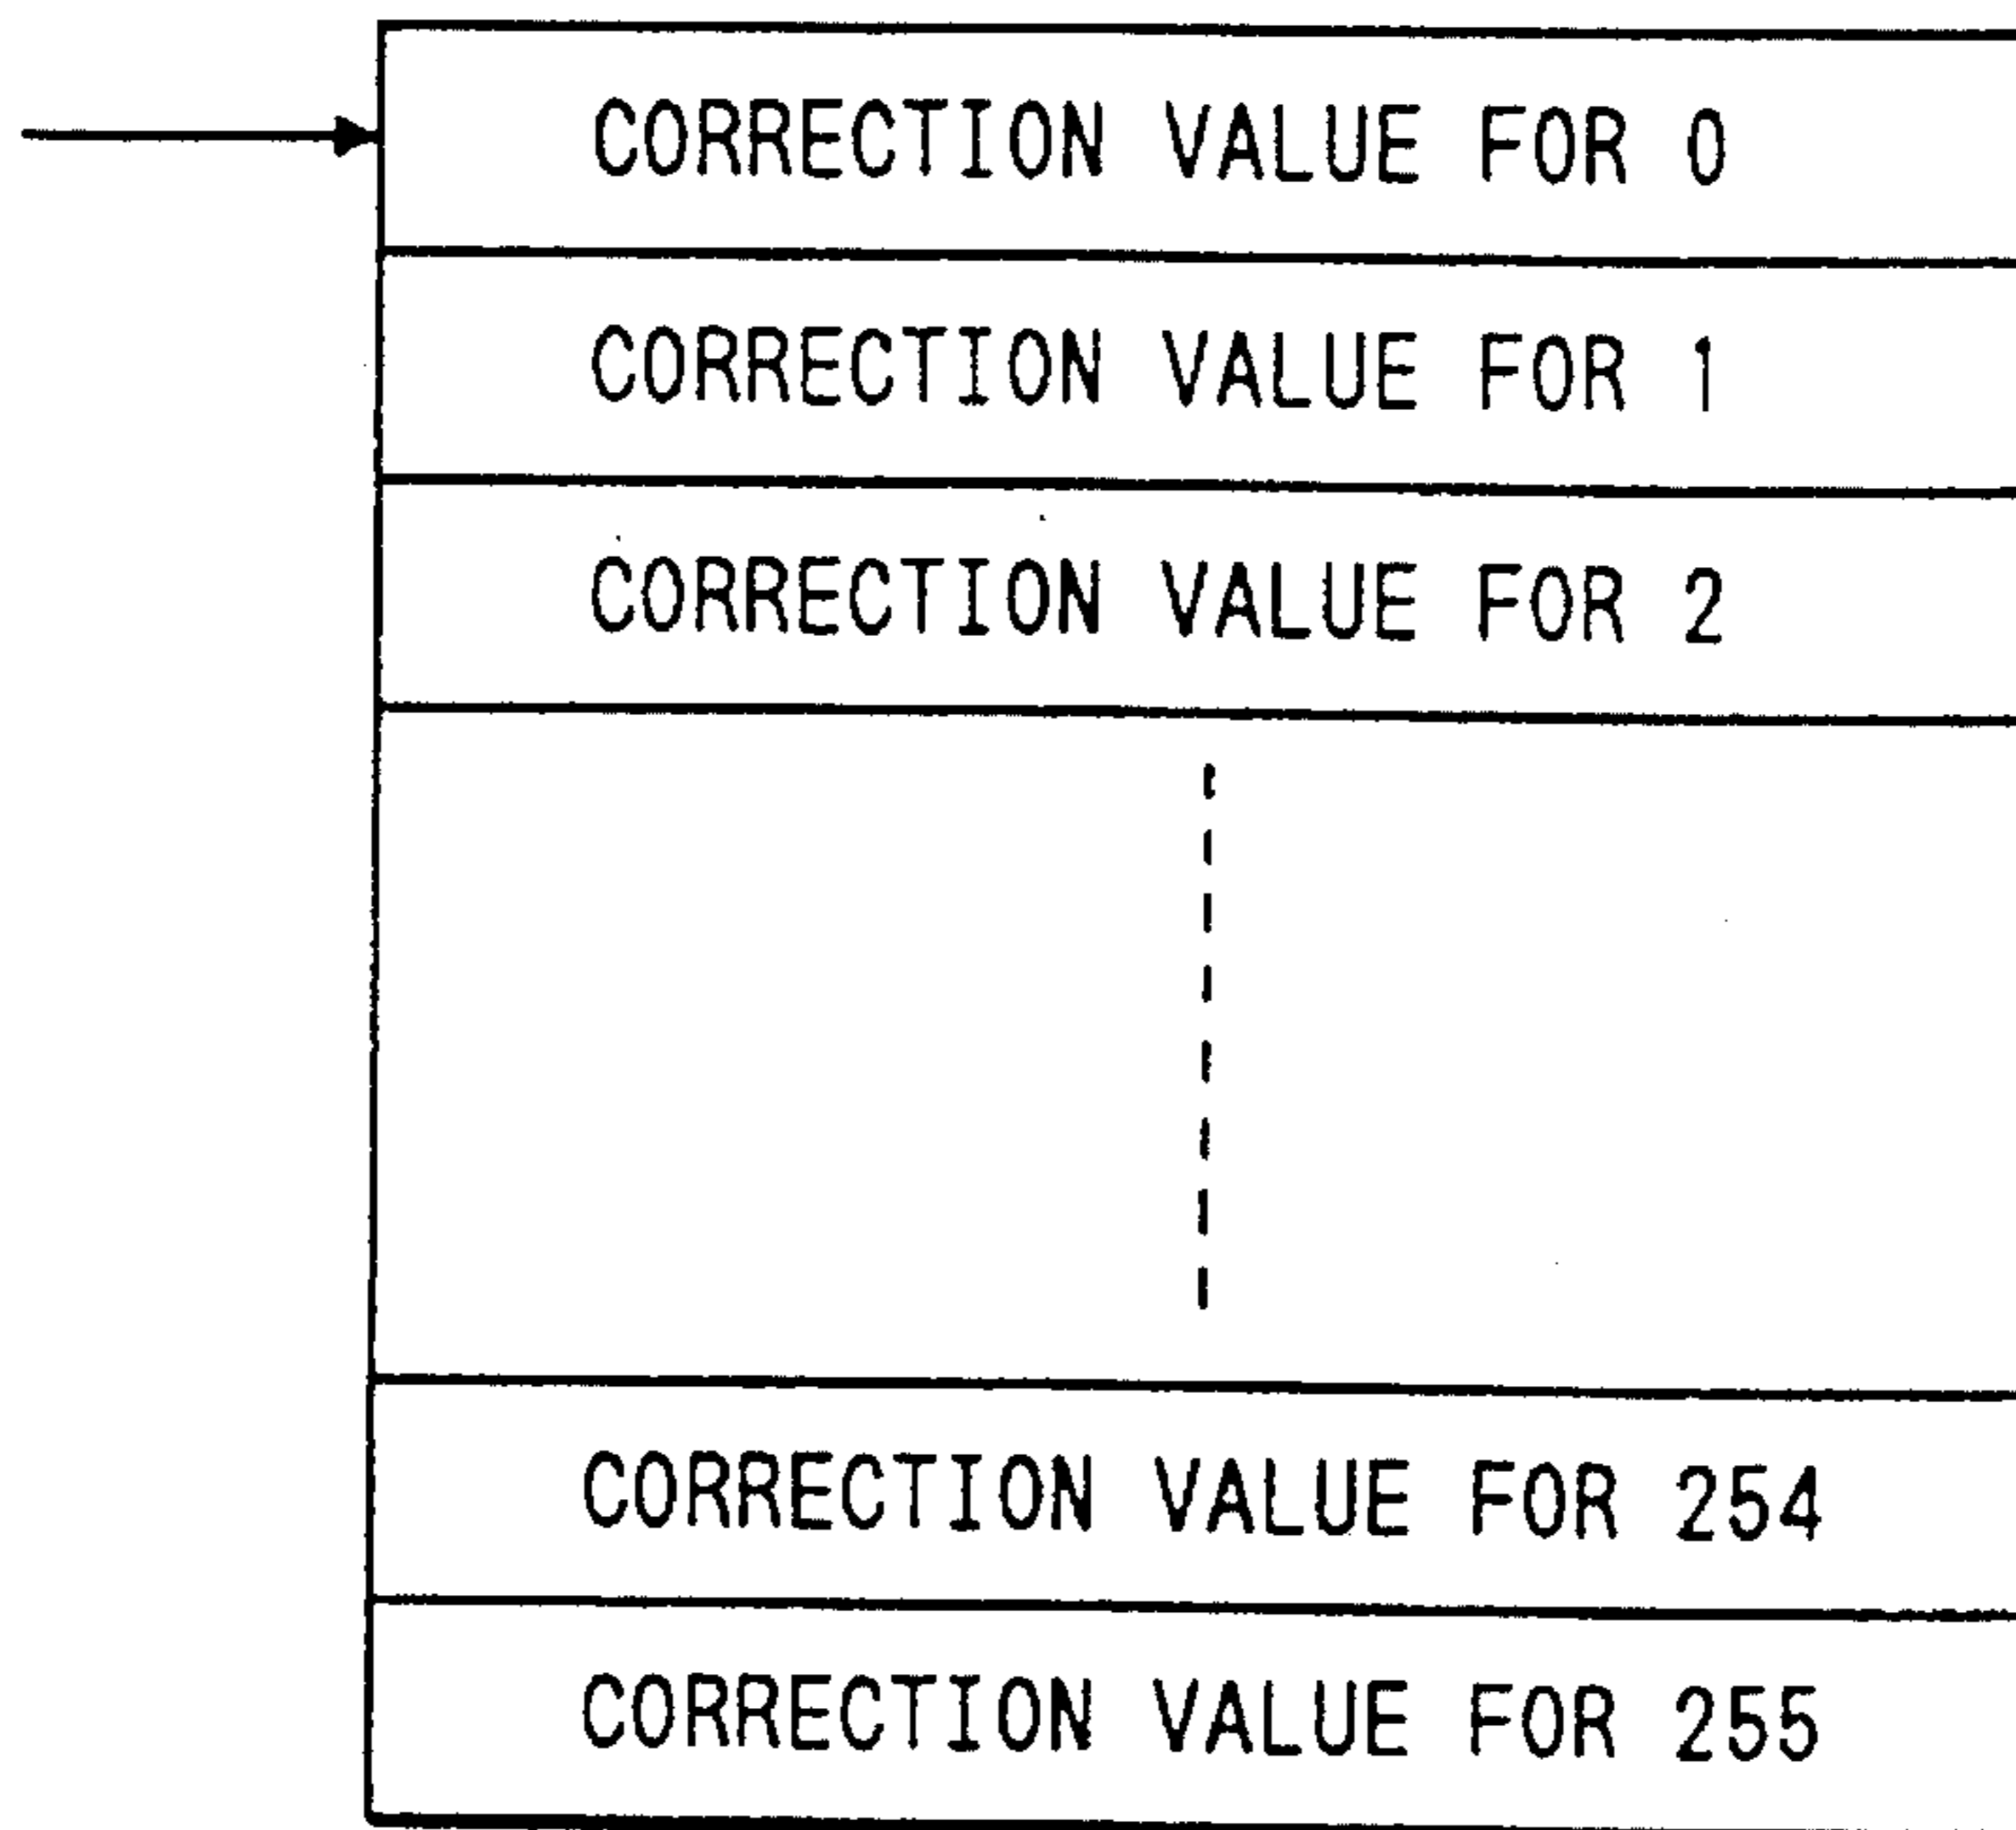 CORRECTION VALUE FOR 0
CORRECTION VALUE FOR 1
CORRECTION VALUE FOR 2
CORRECTION VALUE FOR 254
CORRECTION VALUE FOR 255